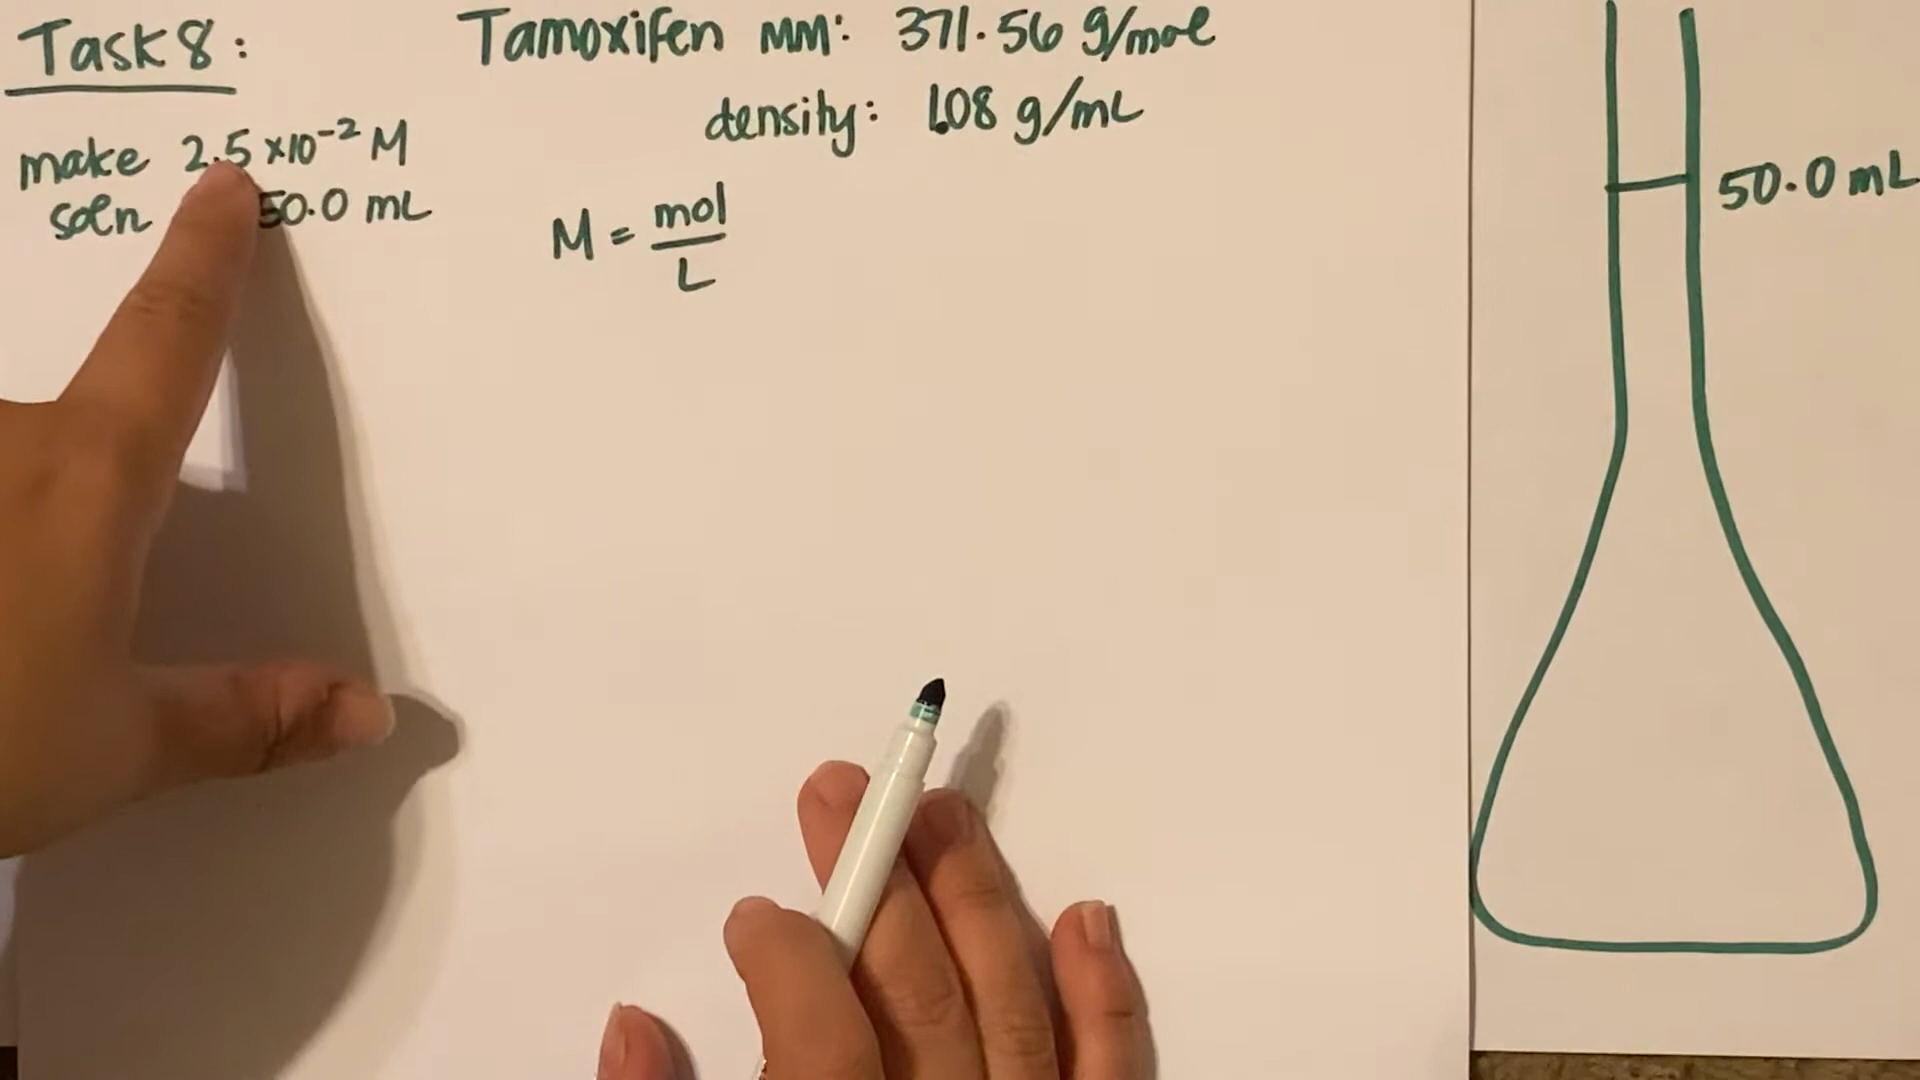 Task 8:
make 2.5 x10⁻² M
soln 50.0 mL
Tamoxifen MM: 371.56 g/mol
density: 1.08 g/mL
M = mol
L
50.0 mL